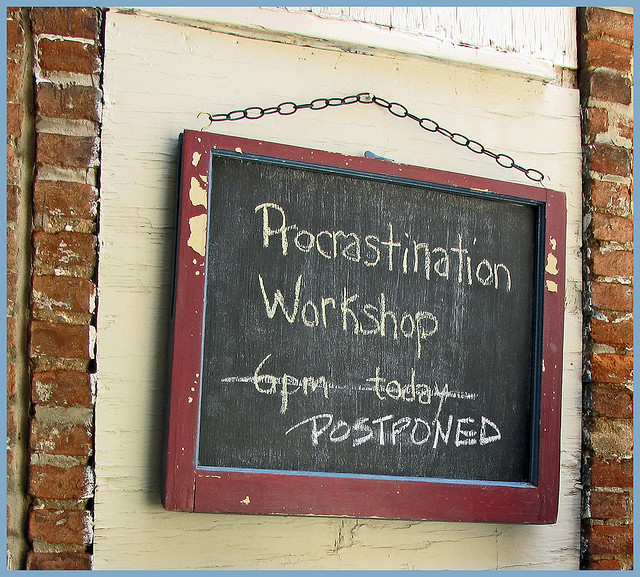 Procrastination
Workshop
6pm today
POSTPONED